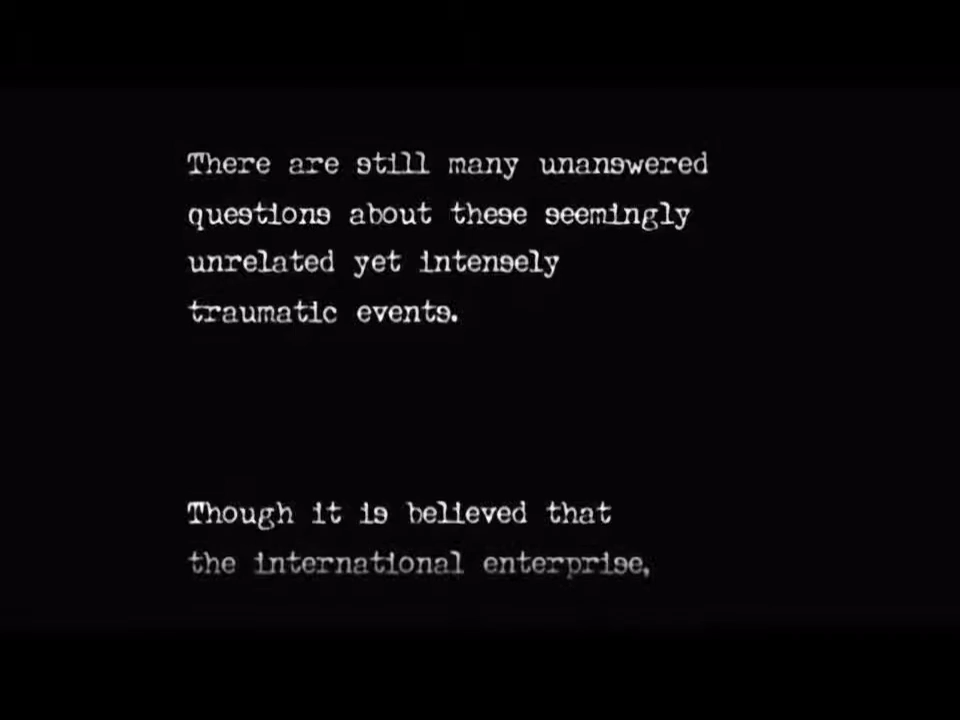 There are still many unanswered
questions about these seemingly
unrelated yet intensely
traumatic events.
Though it is believed that
the international enterprise,